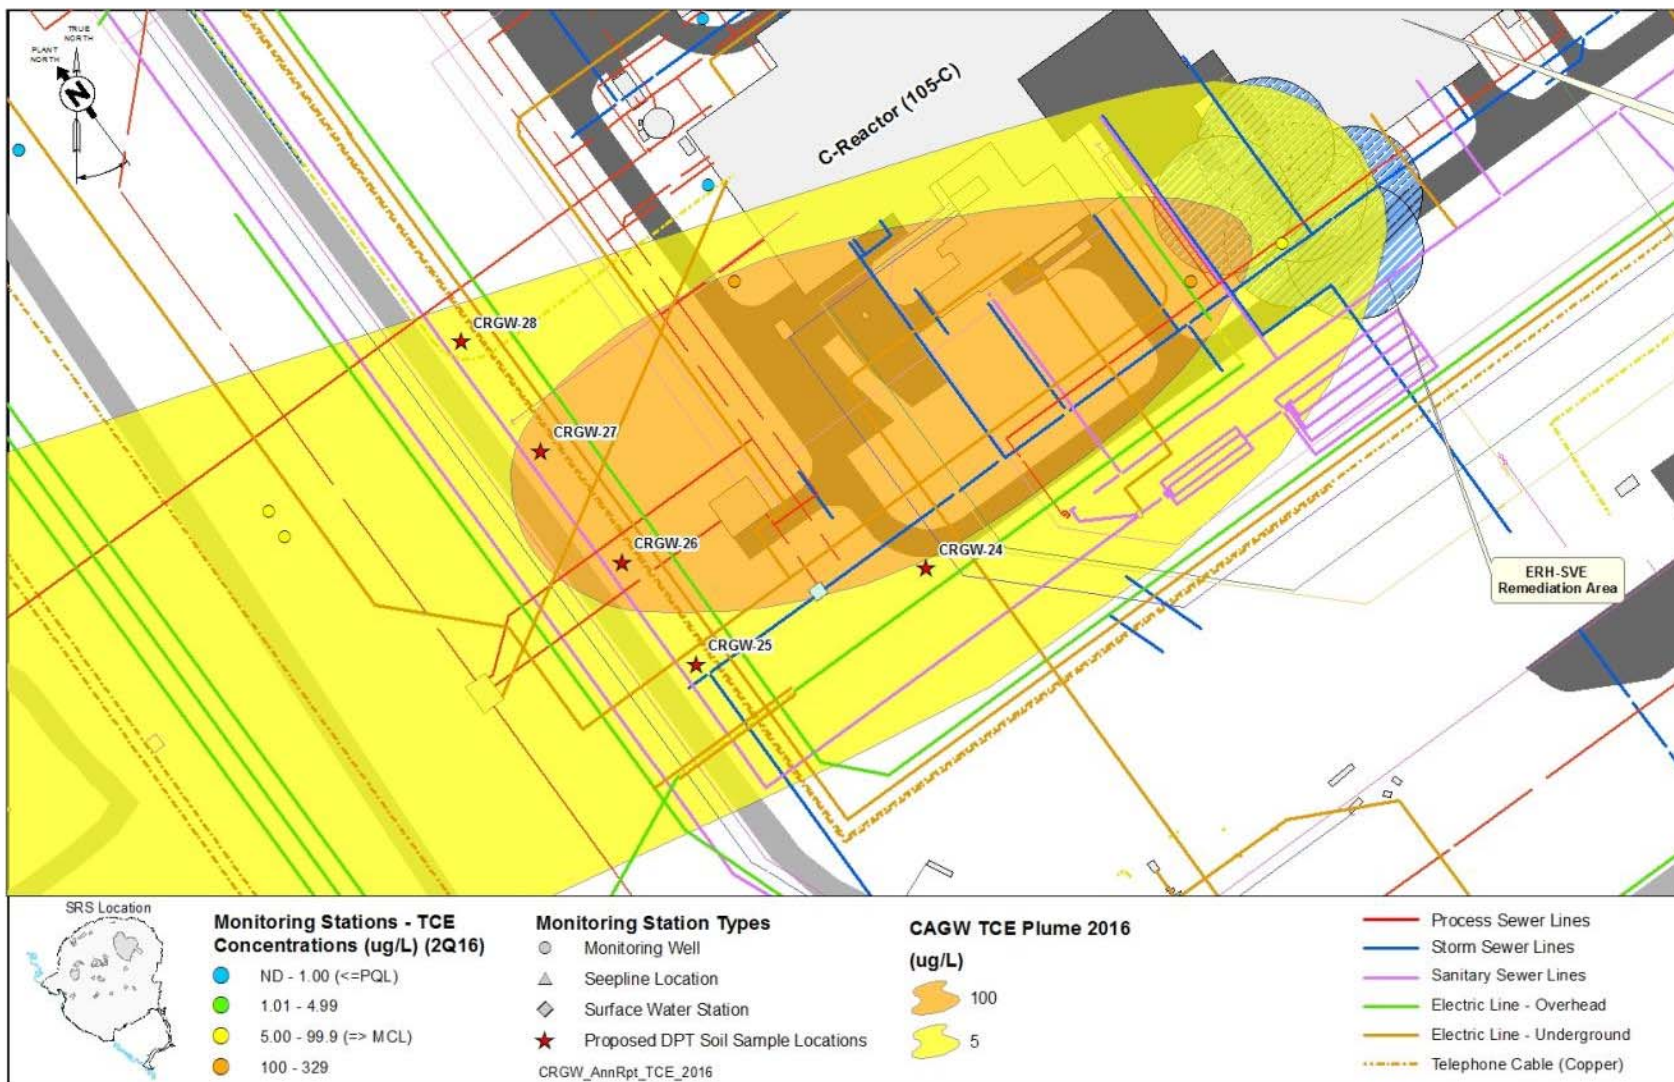 TRUE
NORTH
PLANT
NORTH
N
C-Reactor (105-C)
CRGW-28
CRGW-27
CRGW-26
CRGW-24
CRGW-25
ERH-SVE
Remediation Area
SRS Location
Monitoring Stations - TCE
Concentrations (ug/L) (2Q16)
ND - 1.00 (<=PQL)
1.01 - 4.99
5.00 - 99.9 (=> MCL)
100 - 329
Monitoring Station Types
Monitoring Well
Seepline Location
Surface Water Station
Proposed DPT Soil Sample Locations
CRGW_AnnRpt_TCE_2016
CAGW TCE Plume 2016
(ug/L)
100
5
Process Sewer Lines
Storm Sewer Lines
Sanitary Sewer Lines
Electric Line - Overhead
Electric Line - Underground
Telephone Cable (Copper)